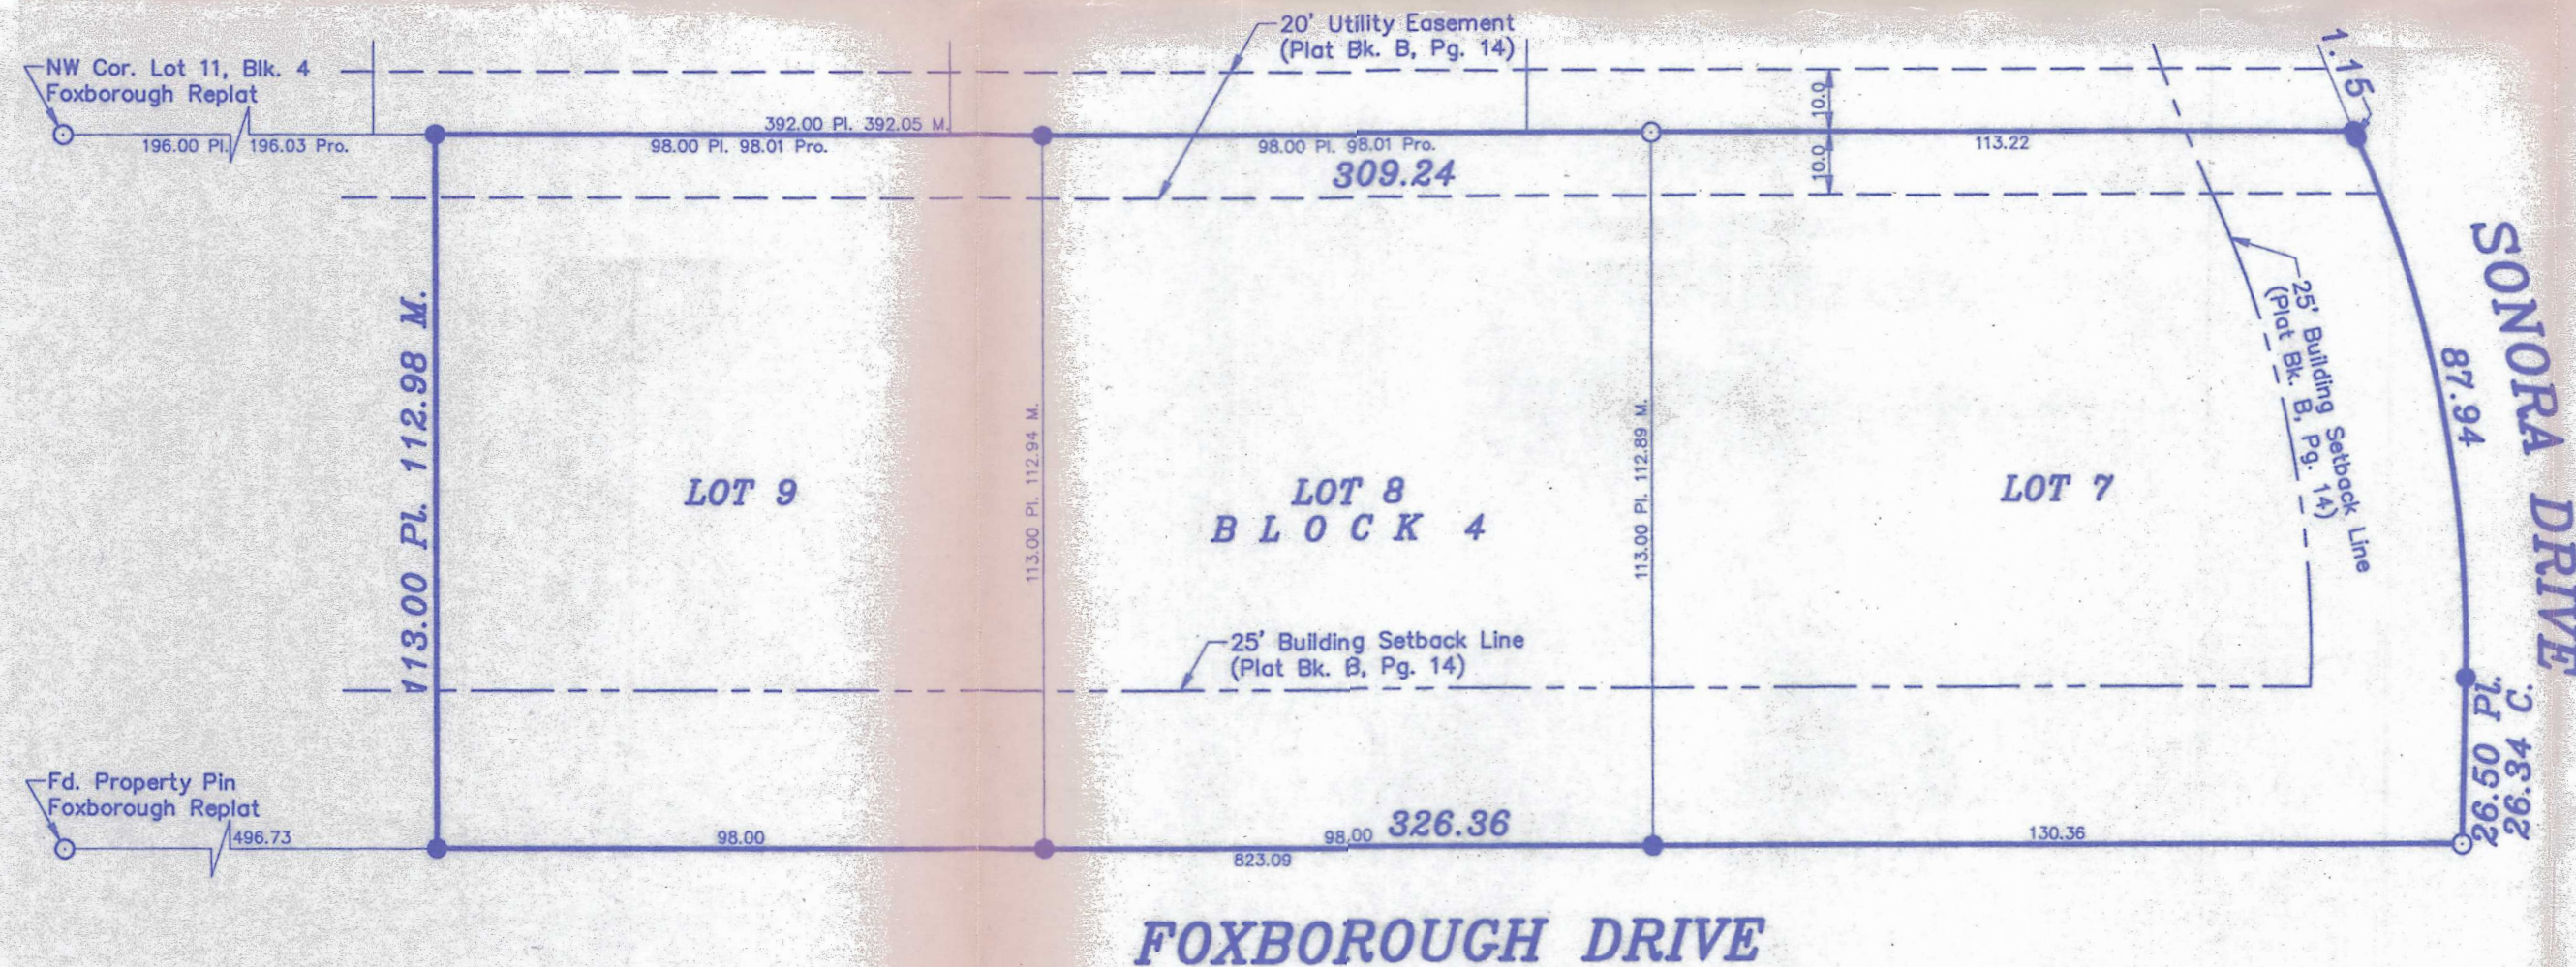 20' Utility Easement
(Plat Bk. B, Pg. 14)
NW Cor. Lot 11, Blk. 4
Foxborough Replat
1.15
10.0
392.00 Pl. 392.05 M.
196.00 Pl. 196.03 Pro.
98.00 Pl. 98.01 Pro.
98.00 Pl. 98.01 Pro.
113.22
309.24
10.0
SONORA DRIVE
25' Building Setback Line
(Plat Bk. B, Pg. 14)
87.94
113.00 Pl. 112.98 M.
113.00 Pl. 112.94 M.
113.00 Pl. 112.89 M.
LOT 9
LOT 8
BLOCK 4
LOT 7
25' Building Setback Line
(Plat Bk. B, Pg. 14)
26.50 Pl.
26.34 C.
Fd. Property Pin
Foxborough Replat
496.73
98.00
98.00
326.36
130.36
823.09
FOXBOROUGH DRIVE